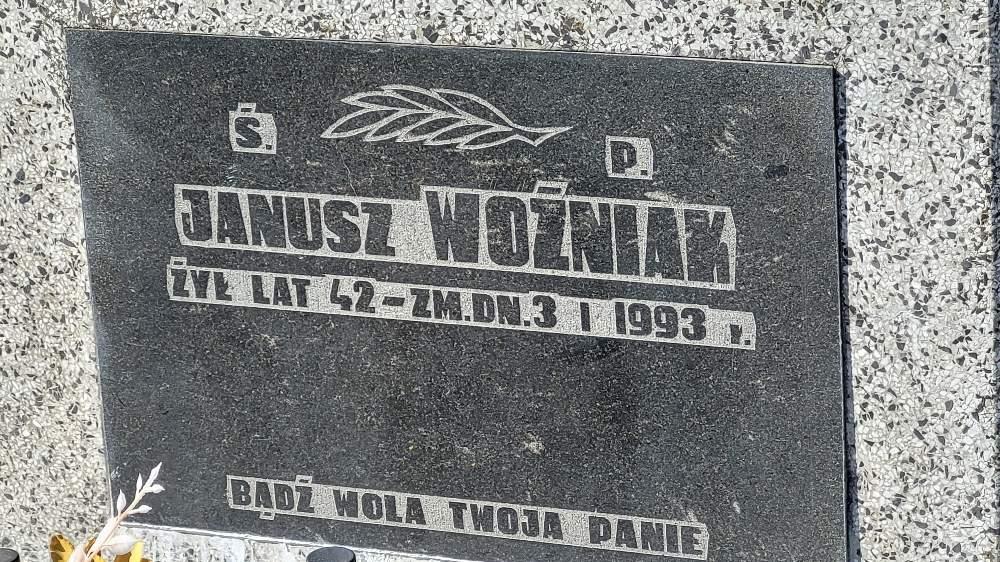 Ś. P.
JANUSZ WOŹNIAK
ŻYŁ LAT 42-ZM.DN.3 I 1993 r.
BĄDŹ WOLA TWOJA PANIE